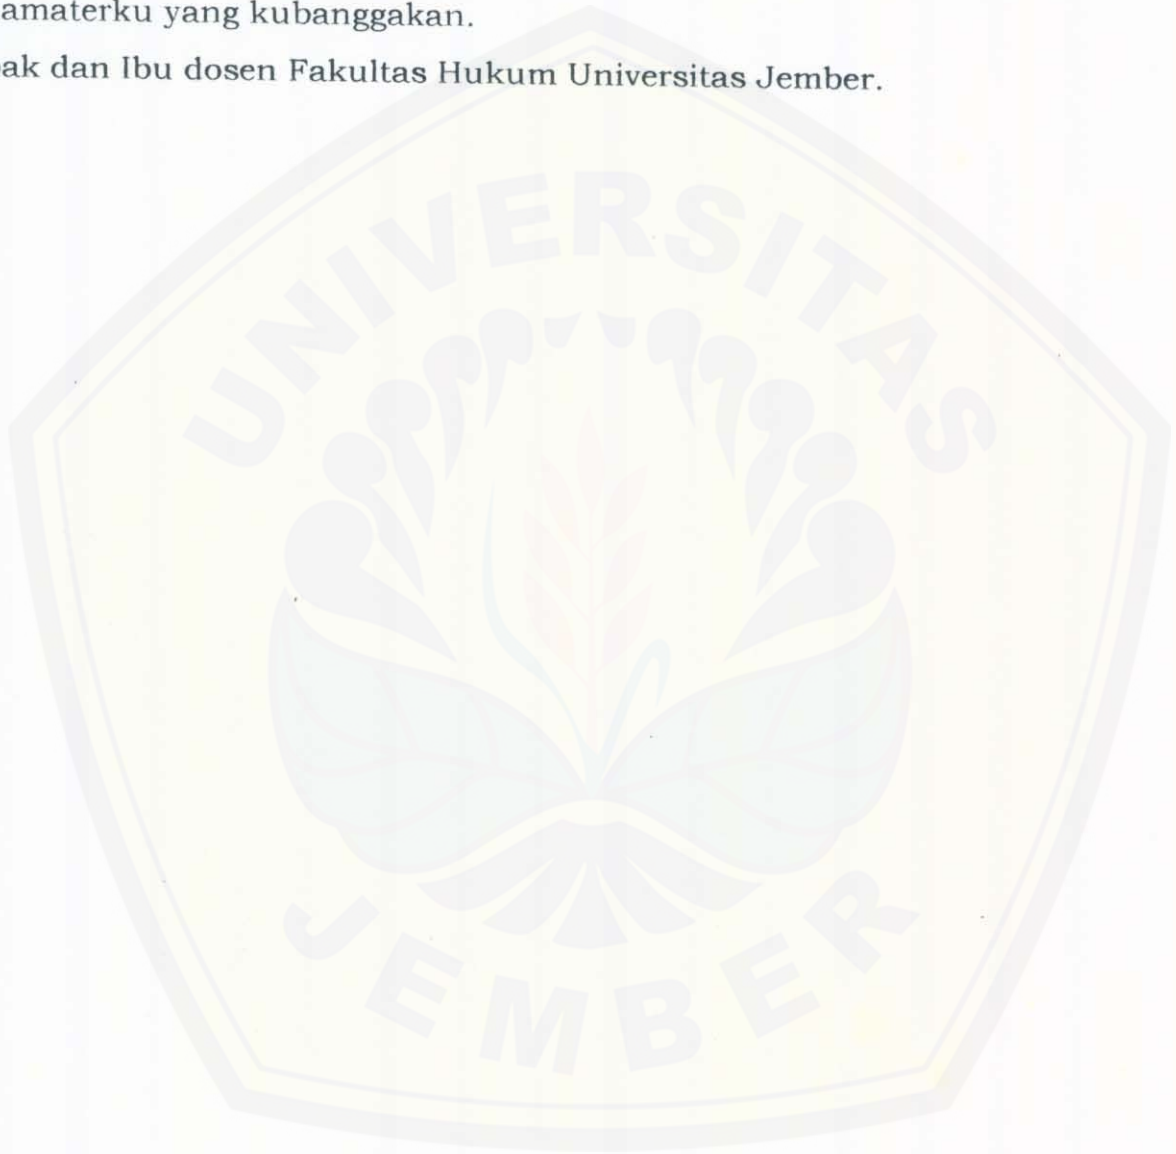 amaterku yang kubanggakan.
ak dan Ibu dosen Fakultas Hukum Universitas Jember.
UNIVERSITAS
JEMBER